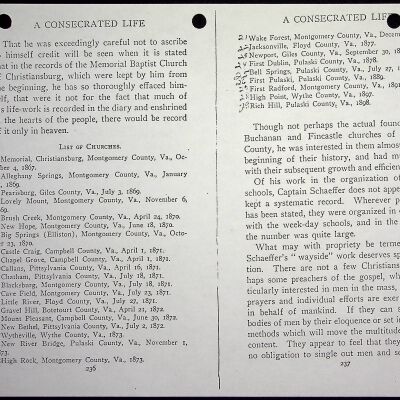 A CONSECRATED LIFE
That he was exceedingly careful not to ascribe
himself credit will be seen when it is stated
hat in the records of the Memorial Baptist Church
f Christiansburg, which were kept by him from
e beginning, he has so thoroughly effaced him-
elf, that were it not for the fact that much of
s life-work is recorded in the diary and enshrined
the hearts of the people, there would be record
f it only in heaven.
List of Churches.
Memorial, Christiansburg, Montgomery County, Va., Oc-
ber 4, 1867.
Alleghany Springs, Montgomery County, Va., January
, 1869.
Pearisburg, Giles County, Va., July 3, 1869.
Lovely Mount, Montgomery County, Va., November 6,
69.
Brush Creek, Montgomery County, Va., April 24, 1870.
New Hope, Montgomery County, Va., June 18, 1870.
Big Springs (Elliston), Montgomery County, Va., Octo-
r 23, 1870.
Castle Craig, Campbell County, Va., April 1, 1871.
Chapel Grove, Campbell County, Va., April 1, 1871.
Callans, Pittsylvania County, Va., April 16, 1871.
Chatham, Pittsylvania County, Va., July 18, 1871.
Blacksburg, Montgomery County, Va., July 18, 1871.
Cave Field, Montgomery County, Va., July 23, 1871.
Little River, Floyd County, Va., July 27, 1871.
Gravel Hill, Botetourt County, Va., April 21, 1872.
Mount Pleasant, Campbell County, Va., June 30, 1872.
New Bethel, Pittsylvania County, Va., July 2, 1872.
Wytheville, Wythe County, Va., 1873.
New River Bridge, Pulaski County, Va., November 1,
73.
High Rock, Montgomery County, Va., 1873.
236
A CONSECRATED LIFE
Wake Forest, Montgomery County, Va., Decem
Jacksonville, Floyd County, Va., 1877.
Newport, Giles County, Va., September 30, 18
First Dublin, Pulaski County, Va., 1878.
Bell Springs, Pulaski County, Va., July 27, 1
First Pulaski, Pulaski County, Va., 1889.
First Radford, Montgomery County, Va., 1891
High Point, Wythe County, Va., 1897.
Rich Hill, Pulaski County, Va., 1898.
Though not perhaps the actual found
Buchanan and Fincastle churches of
County, he was interested in them almost
beginning of their history, and had m
with their subsequent growth and efficien
Of his work in the organization of
schools, Captain Schaeffer does not appe
kept a systematic record. Wherever p
has been stated, they were organized in
with the week-day schools, and in the
the number was quite large.
What may with propriety be terme
Schaeffer's "wayside" work deserves sp
tion. There are not a few Christians
haps some preachers of the gospel, wh
ticularly interested in men in the mass,
prayers and individual efforts are exer
in behalf of mankind. If they can s
bodies of men by their eloquence or set in
methods which will move the multitude
content. They appear to feel that they
no obligation to single out men and se
237